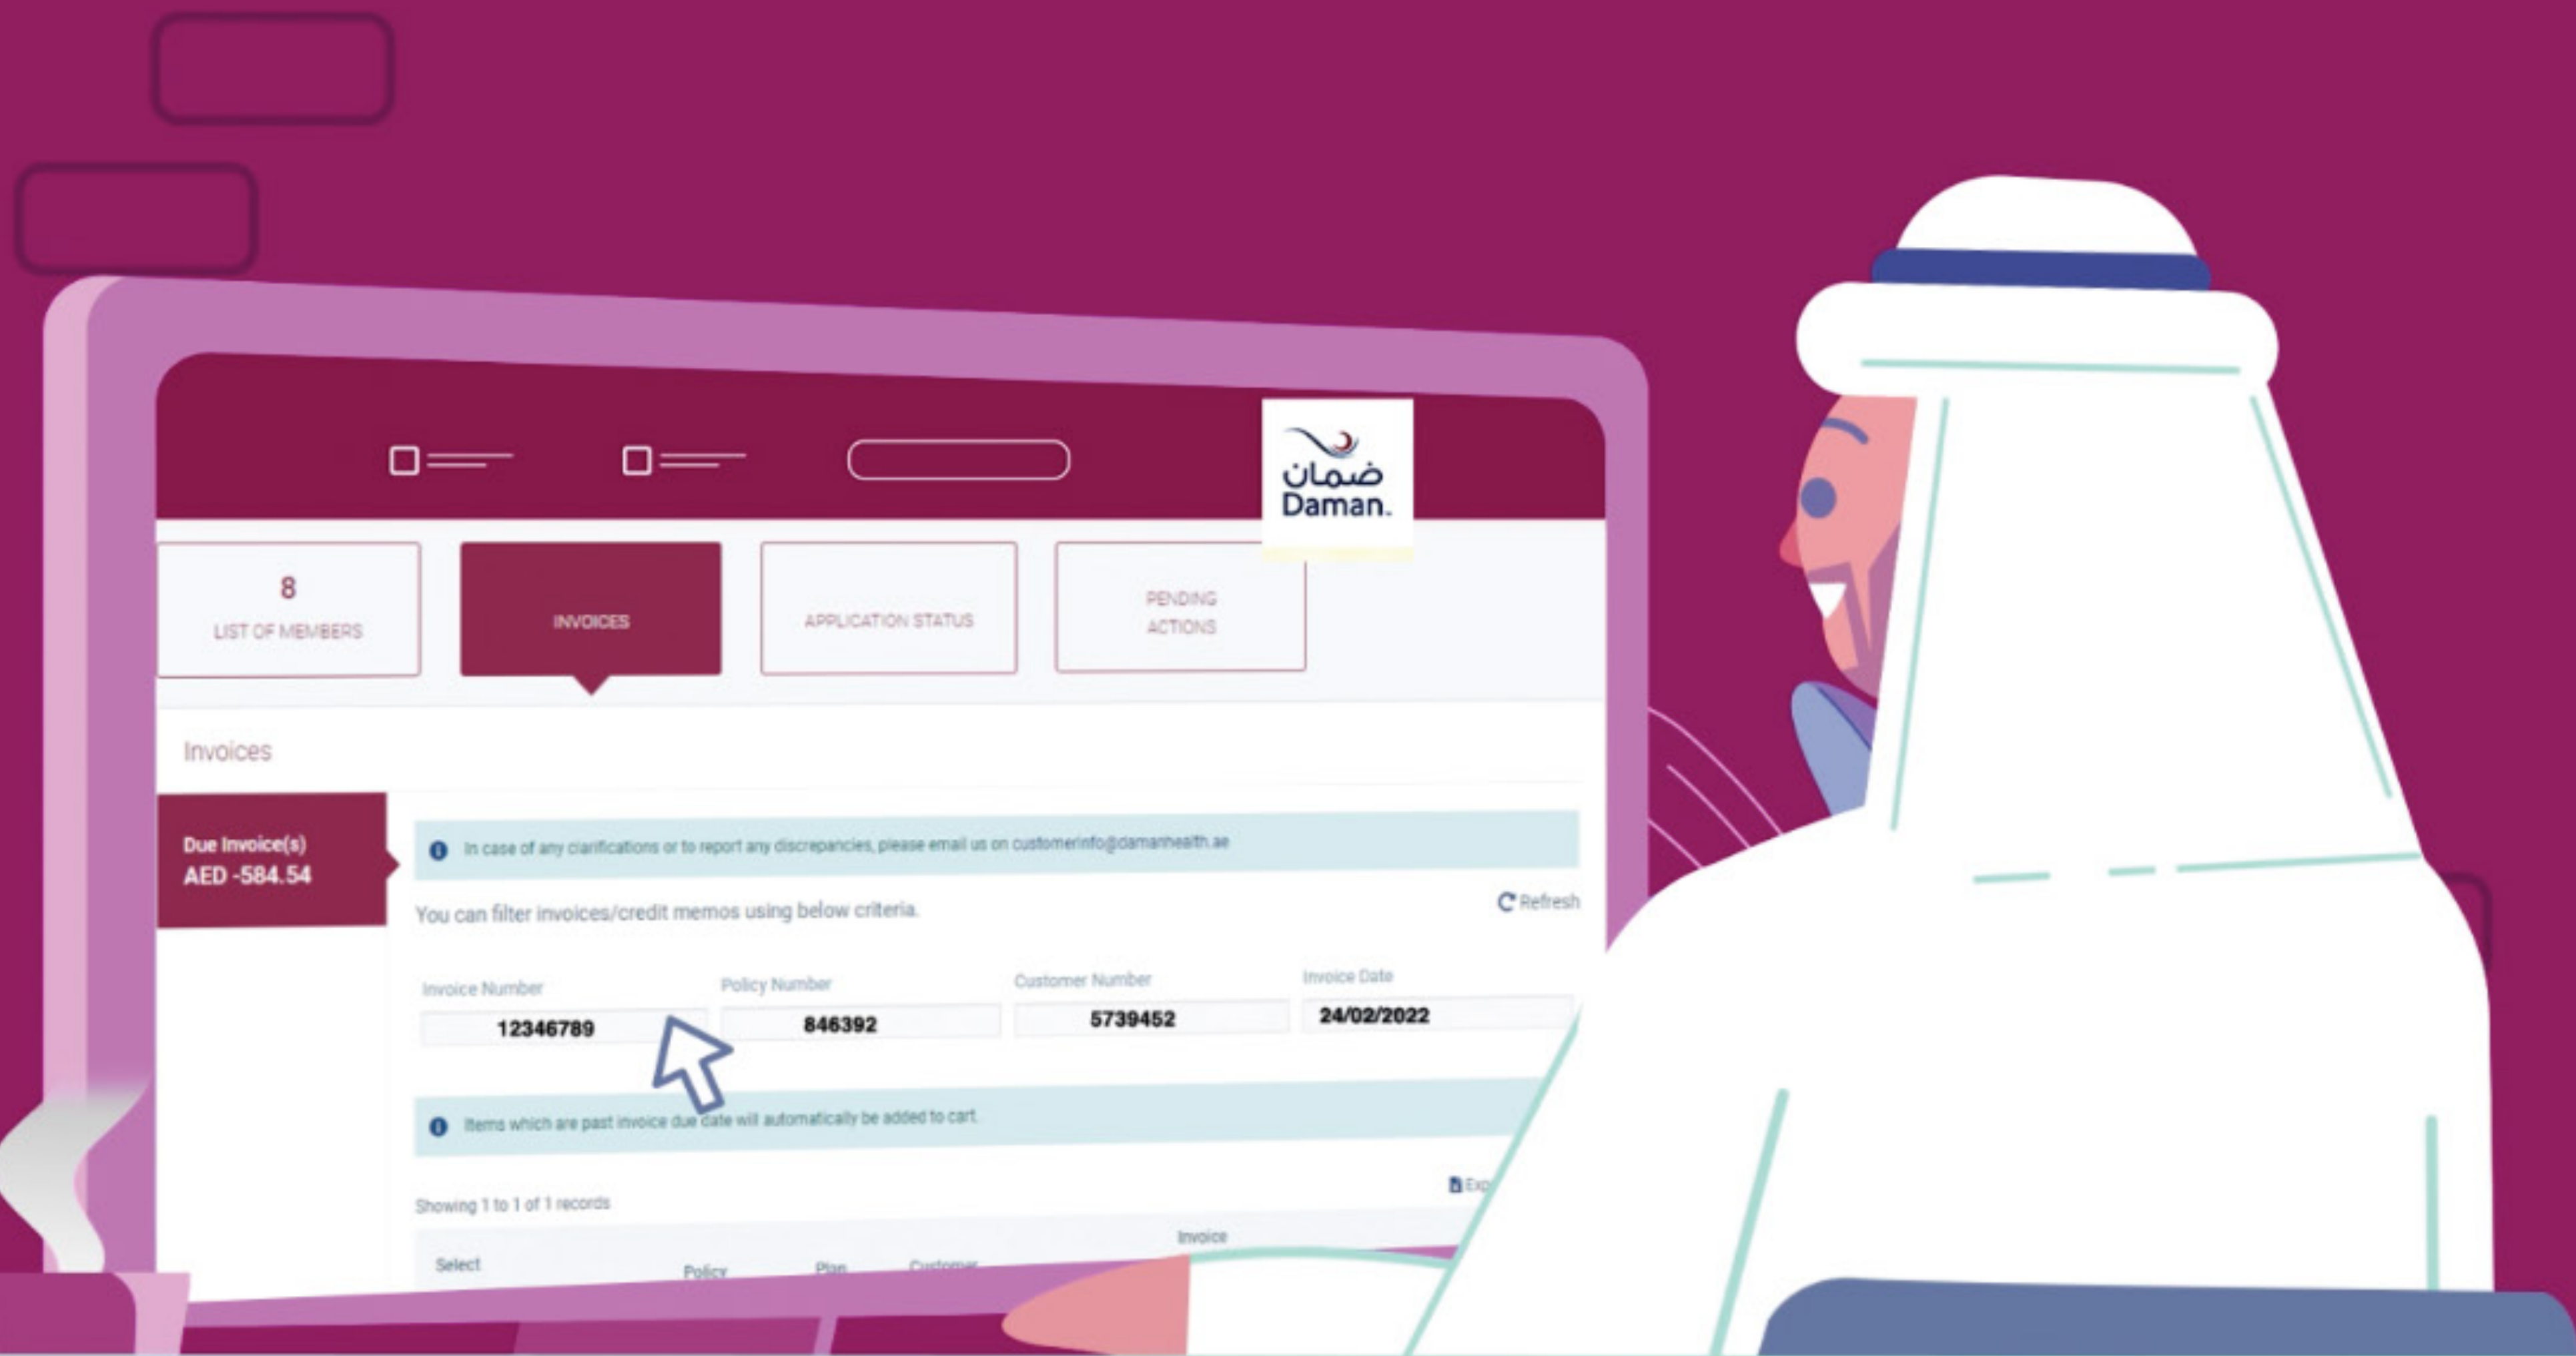 ضمان
Daman.
8
LIST OF MEMBERS
INVOICES
APPLICATION STATUS
PENDING
ACTIONS
Invoices
Due Invoice(s)
AED -584.54
In case of any clarifications or to report any discrepancies, please email us on customerinfo@damanhealth.ae
You can filter invoices/credit memos using below criteria.
Refresh
Invoice Number
Policy Number
Customer Number
Invoice Date
12346789
846392
5739452
24/02/2022
Items which are past invoice due date will automatically be added to cart.
Showing 1 to 1 of 1 records
Exp
Select
Policy
Plan
Customer
Invoice